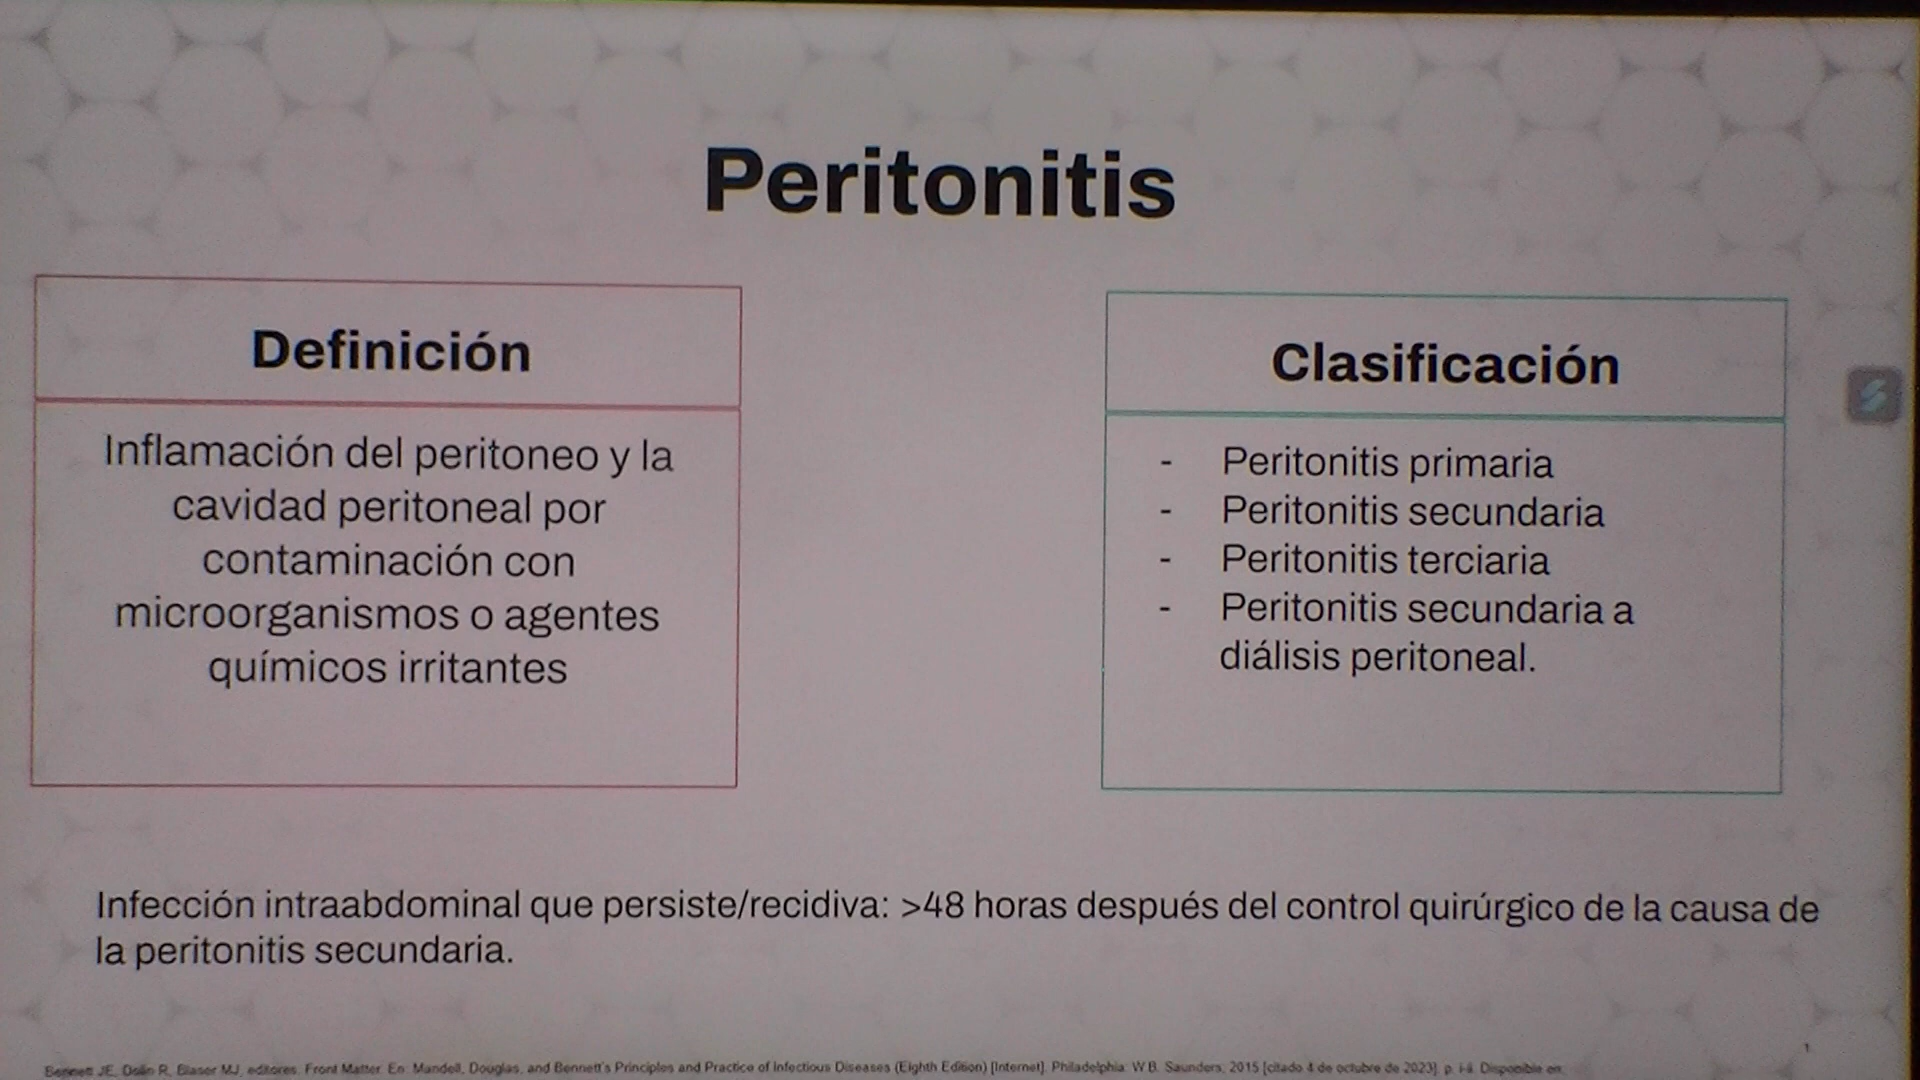 Peritonitis
Definición
Inflamación del peritoneo y la
cavidad peritoneal por
contaminación con
microorganismos o agentes
químicos irritantes
Clasificación
- Peritonitis primaria
- Peritonitis secundaria
- Peritonitis terciaria
- Peritonitis secundaria a
diálisis peritoneal.
Infección intraabdominal que persiste/recidiva: >48 horas después del control quirúrgico de la causa de
la peritonitis secundaria.
1
Bennett JE, Dolin R, Blaser MJ, editores. Front Matter. En: Mandell, Douglas, and Bennett's Principles and Practice of Infectious Diseases (Eighth Edition) [Internet]. Philadelphia: W.B. Saunders; 2015 [citado 4 de octubre de 2023]. p. i-ii. Disponible en: